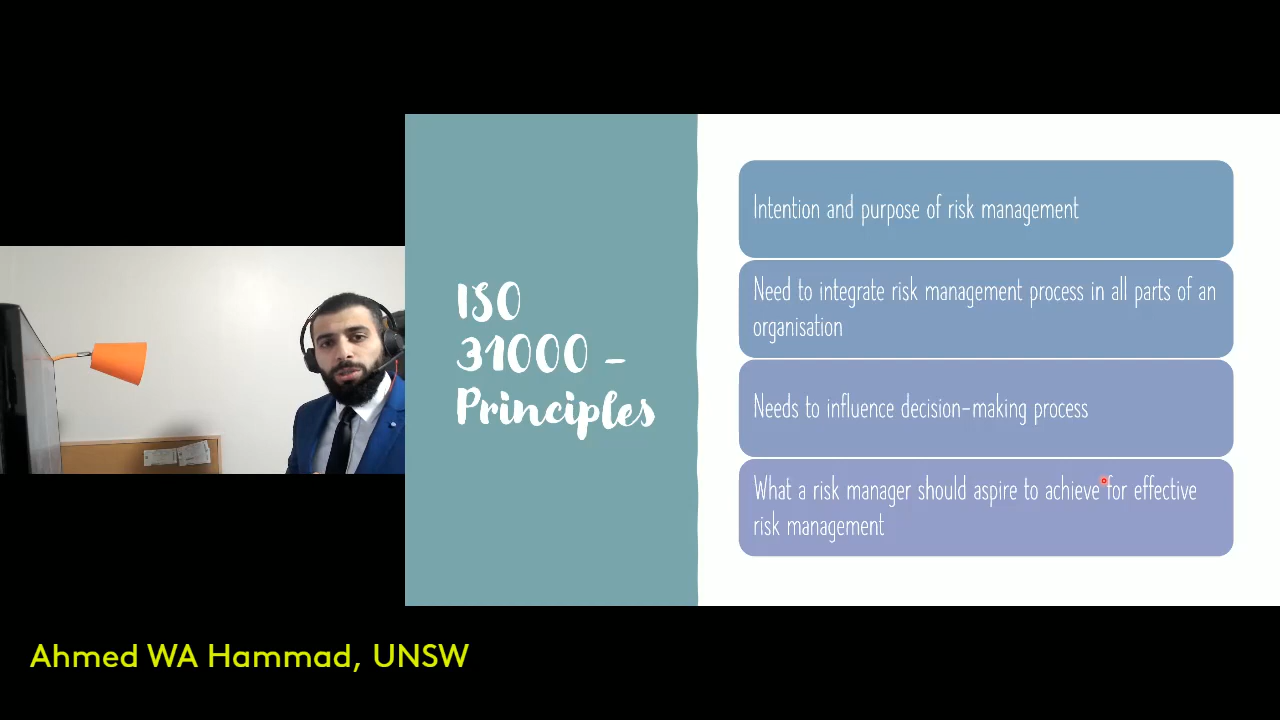 ISO
31000 -
Principles
Intention and purpose of risk management
Need to integrate risk management process in all parts of an
organisation
Needs to influence decision-making process
What a risk manager should aspire to achieve for effective
risk management
Ahmed WA Hammad, UNSW